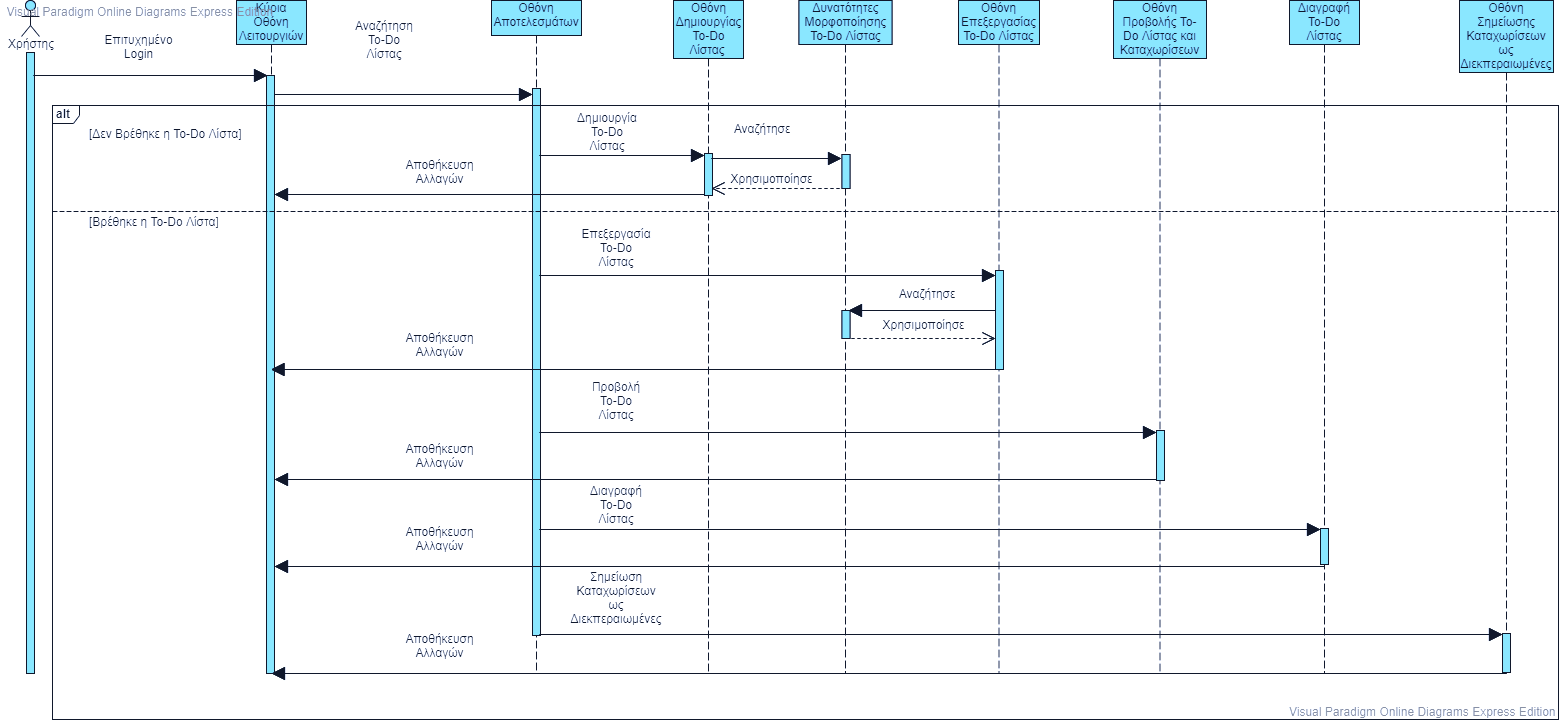 Visual Paradigm Online Diagrams Express Edition
Χρήστης
Κύρια
Οθόνη
Λειτουργιών
Οθόνη
Αποτελεσμάτων
Οθόνη
Δημιουργίας
To-Do
Λίστας
Δυνατότητες
Μορφοποίησης
To-Do Λίστας
Οθόνη
Επεξεργασίας
To-Do Λίστας
Οθόνη
Προβολής To-
Do Λίστας και
Καταχωρίσεων
Διαγραφή
To-Do
Λίστας
Οθόνη
Σημείωσης
Καταχωρίσεων
ως
Διεκπεραιωμένες
Επιτυχημένο
Login
Αναζήτηση
To-Do
Λίστας
alt
[Δεν Βρέθηκε η To-Do Λίστα]
Δημιουργία
To-Do
Λίστας
Αναζήτησε
Χρησιμοποίησε
Αποθήκευση
Αλλαγών
[Βρέθηκε η To-Do Λίστα]
Επεξεργασία
To-Do
Λίστας
Αναζήτησε
Χρησιμοποίησε
Αποθήκευση
Αλλαγών
Προβολή
To-Do
Λίστας
Αποθήκευση
Αλλαγών
Διαγραφή
To-Do
Λίστας
Αποθήκευση
Αλλαγών
Σημείωση
Καταχωρίσεων
ως
Διεκπεραιωμένες
Αποθήκευση
Αλλαγών
Visual Paradigm Online Diagrams Express Edition